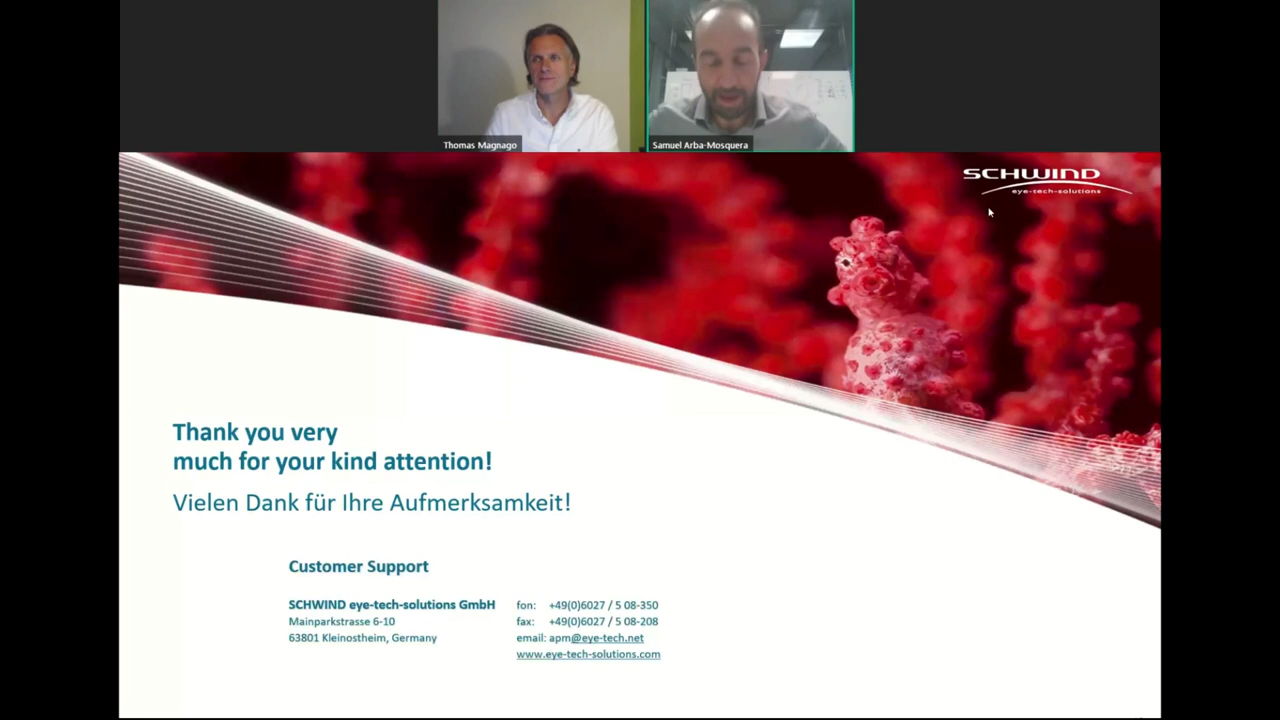 Thomas Magnago
Samuel Arba-Mosquera
SCHWIND
eye-tech-solutions
Thank you very
much for your kind attention!
Vielen Dank für Ihre Aufmerksamkeit!
Customer Support
SCHWIND eye-tech-solutions GmbH
Mainparkstrasse 6-10
63801 Kleinostheim, Germany
fon: +49(0)6027 / 5 08-350
fax: +49(0)6027 / 5 08-208
email: apm@eye-tech.net
www.eye-tech-solutions.com